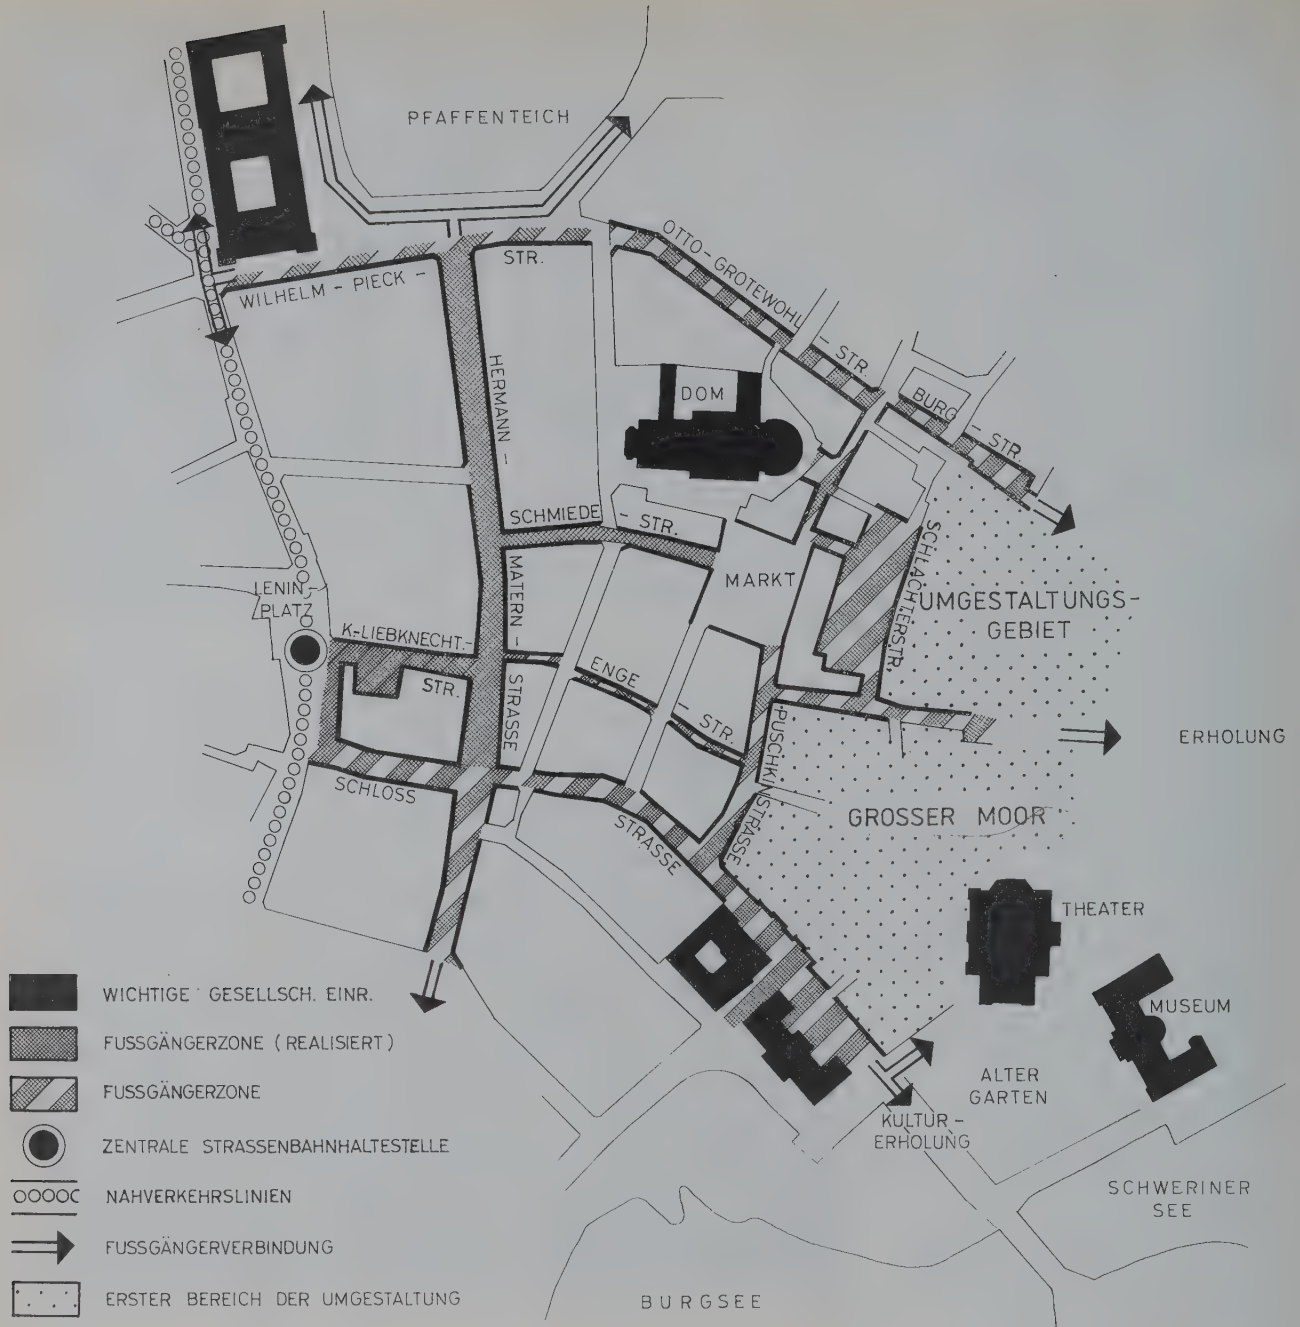 PFAFFENTEICH
OTTO-GROTEWOHL
- STR.
STR.
WILHELM - PIECK -
HERMANN -
DOM
BURG
- STR.
SCHMIEDE
- STR.
MATERN -
STRASSE
MARKT
SCHLACHTERSTR.
UMGESTALTUNGS-
GEBIET
LENIN -
PLATZ
K.-LIEBKNECHT.-
STR.
ENGE
- STR.
PUSCHKINSTRASSE
ERHOLUNG
SCHLOSS
STRASSE
GROSSER MOOR
THEATER
MUSEUM
ALTER
GARTEN
KULTUR -
ERHOLUNG
SCHWERINER
SEE
BURGSEE
WICHTIGE GESELLSCH. EINR.
FUSSGÄNGERZONE (REALISIERT)
FUSSGÄNGERZONE
ZENTRALE STRASSENBAHNHALTESTELLE
NAHVERKEHRSLINIEN
FUSSGÄNGERVERBINDUNG
ERSTER BEREICH DER UMGESTALTUNG